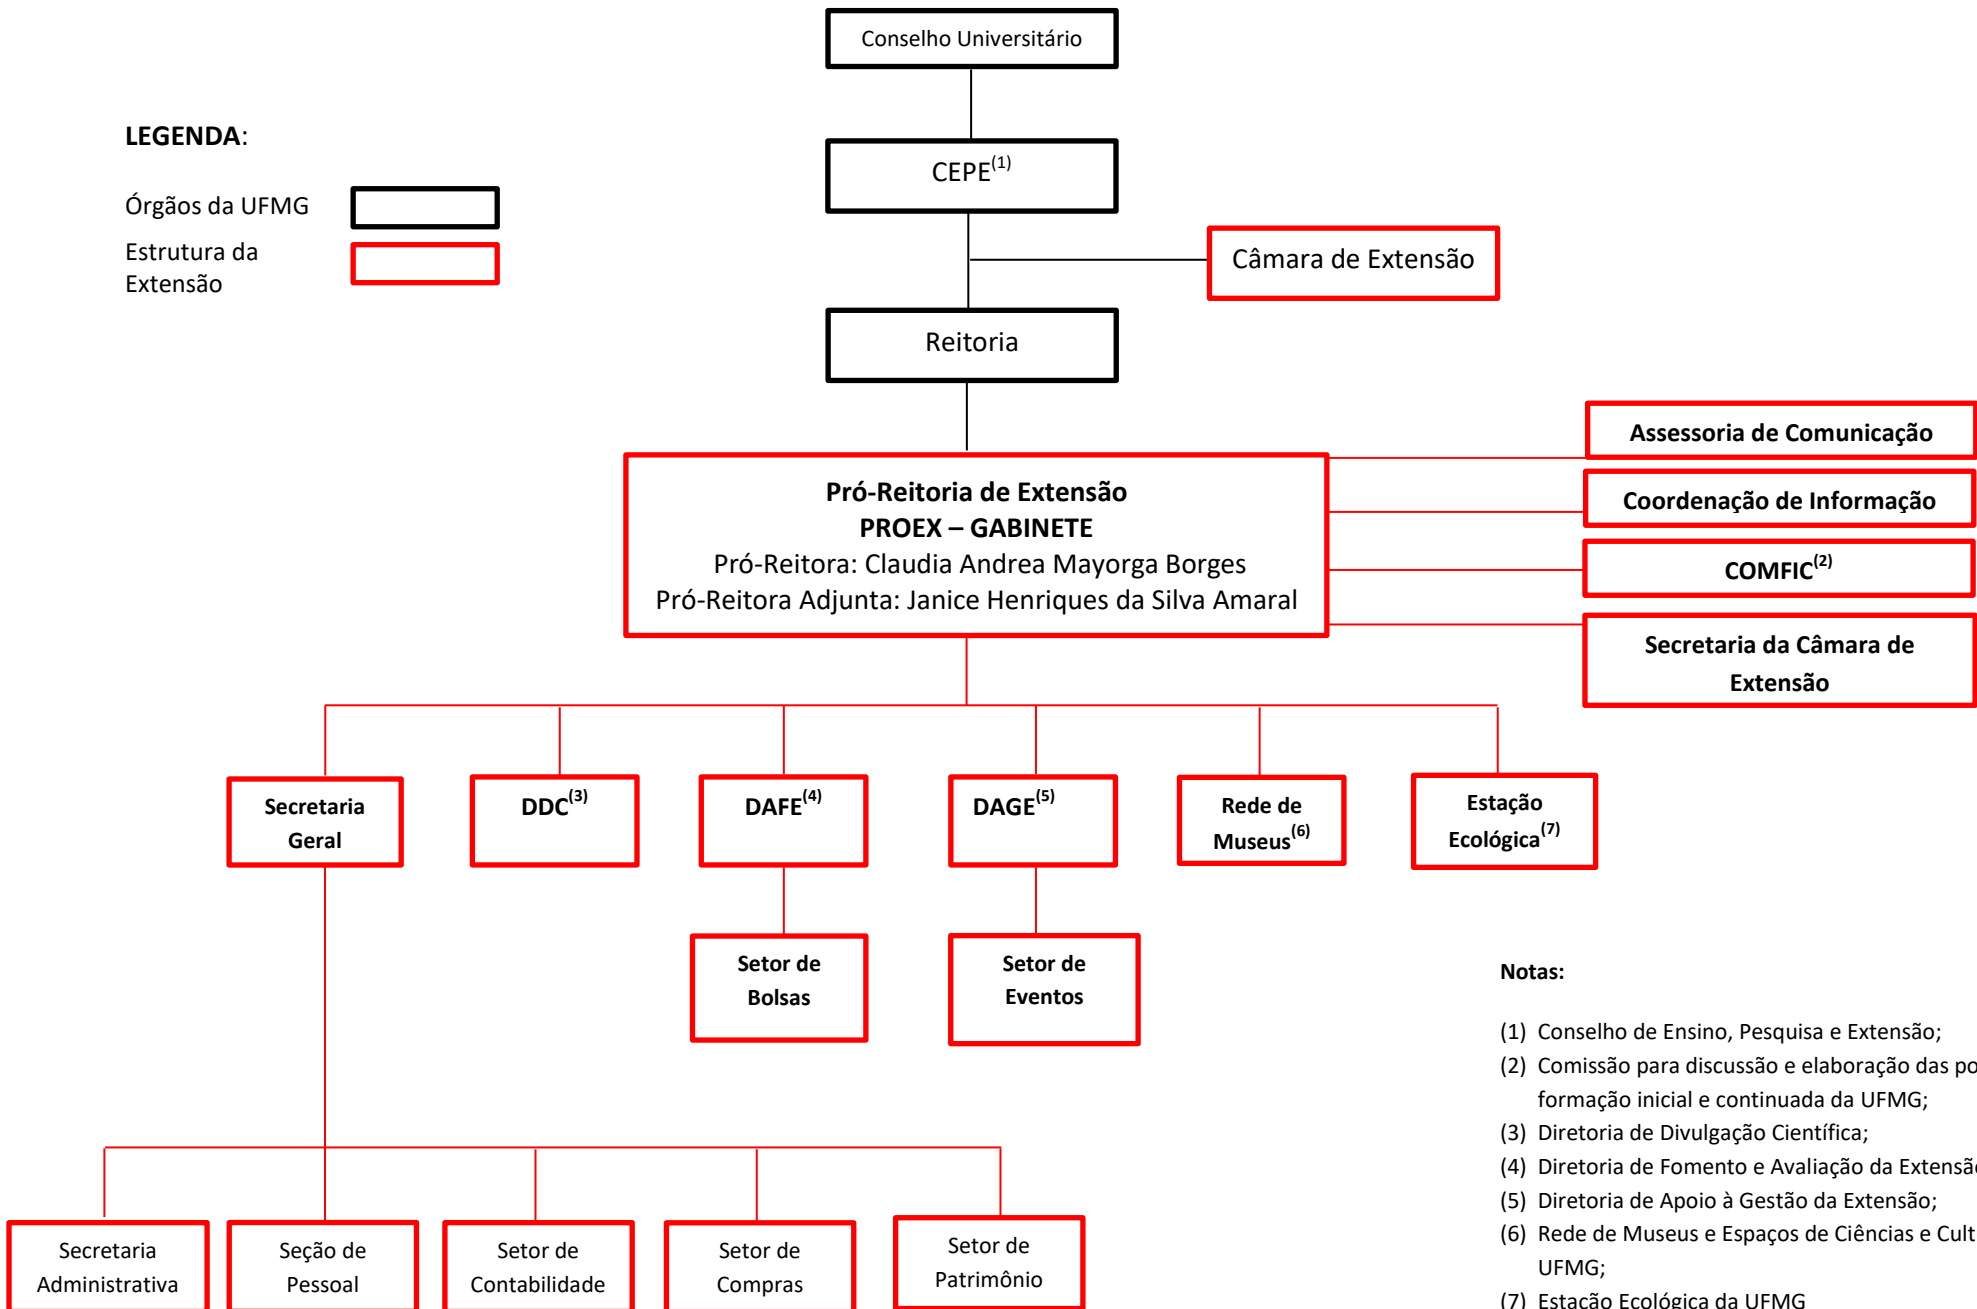 Conselho Universitário
LEGENDA:
Órgãos da UFMG
Estrutura da
Extensão
CEPE(1)
Câmara de Extensão
Reitoria
Pró-Reitoria de Extensão
PROEX – GABINETE
Pró-Reitora: Claudia Andrea Mayorga Borges
Pró-Reitora Adjunta: Janice Henriques da Silva Amaral
Assessoria de Comunicação
Coordenação de Informação
COMFIC(2)
Secretaria da Câmara de
Extensão
Secretaria
Geral
DDC(3)
DAFE(4)
DAGE(5)
Rede de
Museus(6)
Estação
Ecológica(7)
Setor de
Bolsas
Setor de
Eventos
Secretaria
Administrativa
Seção de
Pessoal
Setor de
Contabilidade
Setor de
Compras
Setor de
Patrimônio
Notas:
(1) Conselho de Ensino, Pesquisa e Extensão;
(2) Comissão para discussão e elaboração das
formação inicial e continuada da UFMG;
(3) Diretoria de Divulgação Científica;
(4) Diretoria de Fomento e Avaliação da
(5) Diretoria de Apoio à Gestão da Extensão;
(6) Rede de Museus e Espaços de Ciências e
UFMG;
(7) Estação Ecológica da UFMG